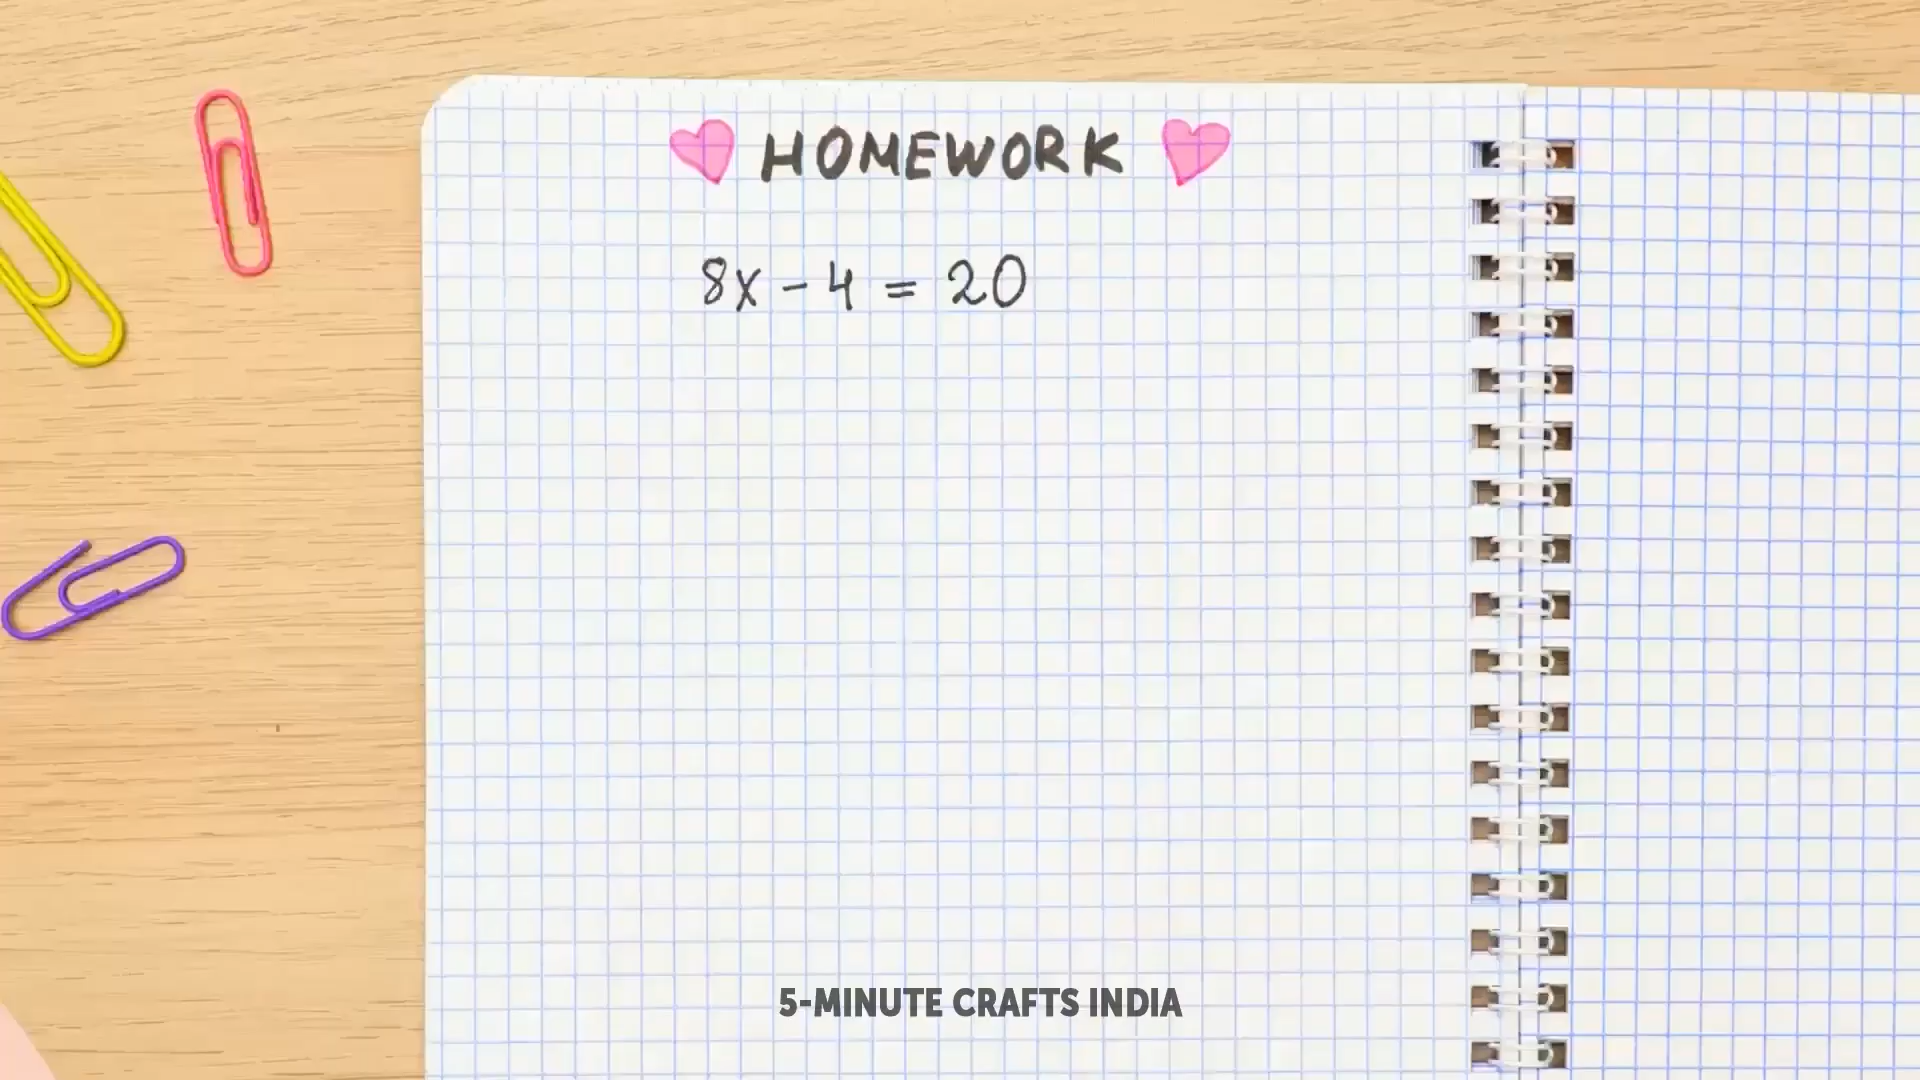 HOMEWORK
8x - 4 = 20
5-MINUTE CRAFTS INDIA